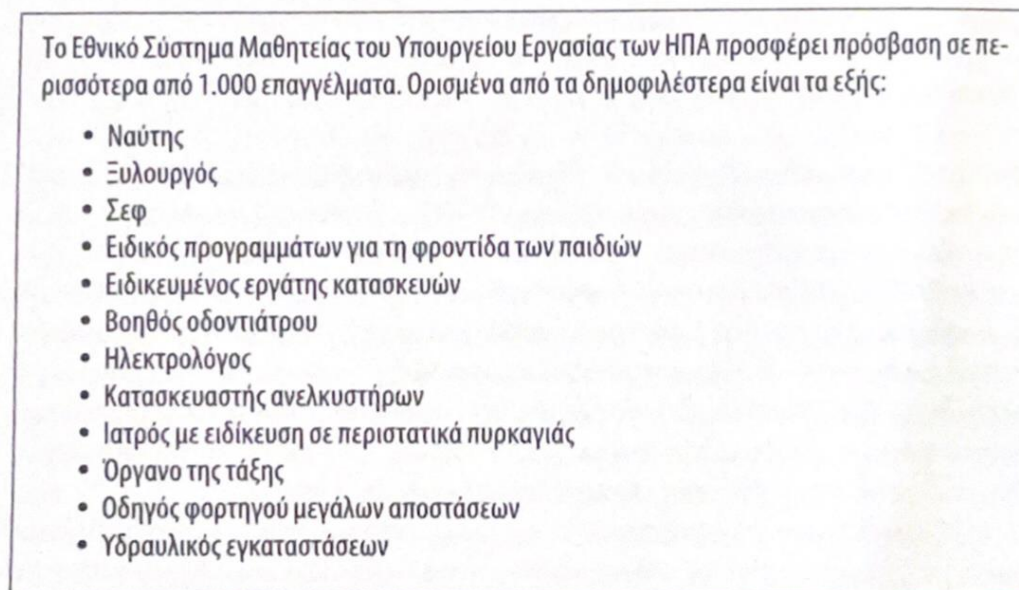 Το Εθνικό Σύστημα Μαθητείας του Υπουργείου Εργασίας των ΗΠΑ προσφέρει πρόσβαση σε πε-
ρισσότερα από 1.000 επαγγέλματα. Ορισμένα από τα δημοφιλέστερα είναι τα εξής:
• Ναύτης
• Ξυλουργός
• Σεφ
• Ειδικός προγραμμάτων για τη φροντίδα των παιδιών
• Ειδικευμένος εργάτης κατασκευών
• Βοηθός οδοντιάτρου
• Ηλεκτρολόγος
• Κατασκευαστής ανελκυστήρων
• Ιατρός με ειδίκευση σε περιστατικά πυρκαγιάς
• Όργανο της τάξης
• Οδηγός φορτηγού μεγάλων αποστάσεων
• Υδραυλικός εγκαταστάσεων